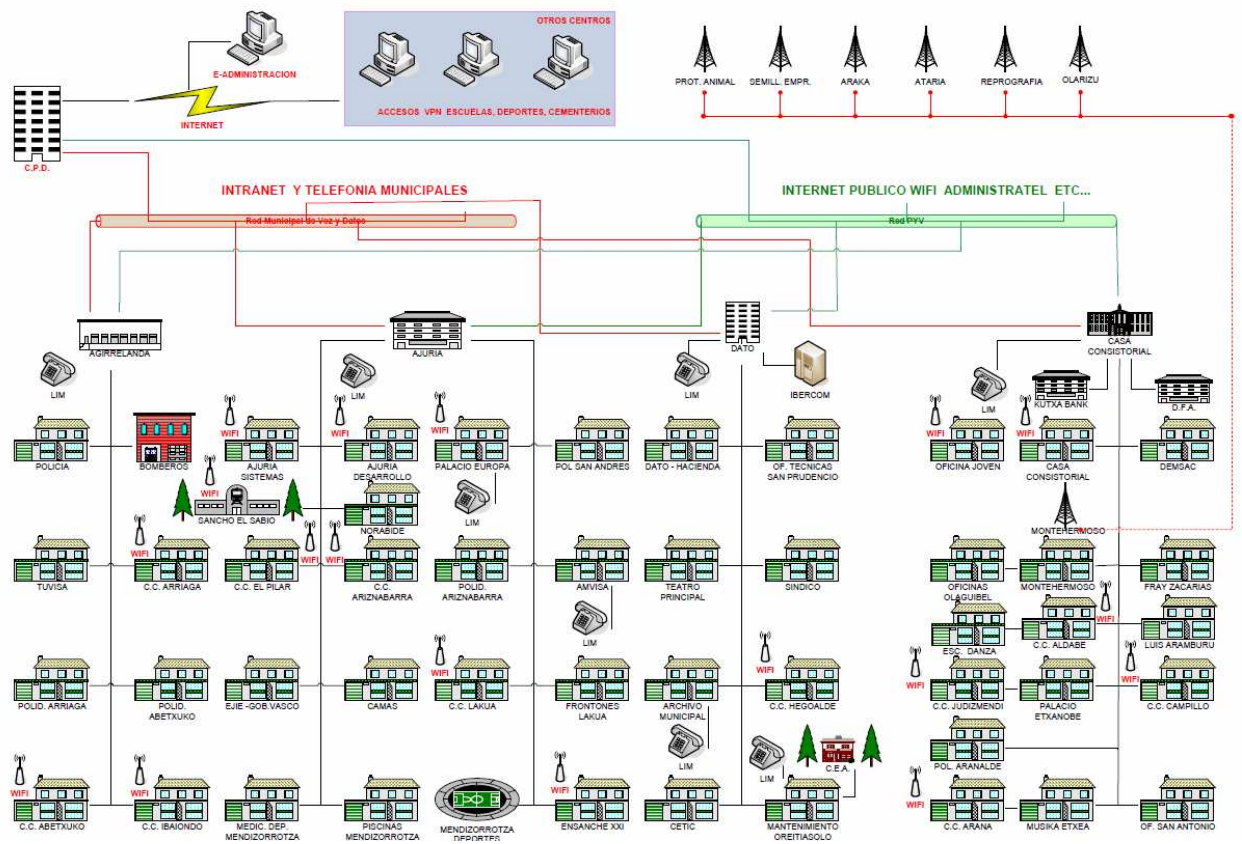 OTROS CENTROS
E-ADMINISTRACION
PROT. ANIMAL
SEMILL. EMPR.
ARAKA
ATARIA
REPROGRAFIA
OLARIZU
ACCESOS VPN ESCUELAS, DEPORTES, CEMENTERIOS
INTERNET
C.P.D.
INTRANET Y TELEFONÍA MUNICIPALES
INTERNET PUBLICO WIFI ADMINISTRATEL ETC...
Red Municipal de Voz y Datos
Red PYV
AGIRRELANDA
AJURIA
DATO
CASA
CONSISTORIAL
LIM
LIM
LIM
IBERCOM
LIM
KUTXA BANK
D.F.A.
WIFI
WIFI
WIFI
WIFI
WIFI
POLICIA
BOMBEROS
AJURIA
SISTEMAS
AJURIA
DESARROLLO
PALACIO EUROPA
POL SAN ANDRES
DATO - HACIENDA
OF. TECNICAS
SAN PRUDENCIO
OFICINA JOVEN
CASA
CONSISTORIAL
DEMSAC
WIFI
SANCHO EL SABIO
NORABIDE
LIM
MONTEHERMOSO
WIFI
WIFI
WIFI
TUVISA
C.C. ARRIAGA
C.C. EL PILAR
C.C.
ARIZNABARRA
POLID.
ARIZNABARRA
AMVISA
TEATRO
PRINCIPAL
SINDICO
OFICINAS
OLAGUIBEL
MONTEHERMOSO
FRAY ZACARIAS
WIFI
LIM
ESC. DANZA
C.C. ALDABE
LUIS ARAMBURU
WIFI
WIFI
WIFI
WIFI
POLID. ARRIAGA
POLID.
ABETXUKO
EJIE -GOB.VASCO
CAMAS
C.C. LAKUA
FRONTONES
LAKUA
ARCHIVO
MUNICIPAL
C.C. HEGOALDE
C.C. JUDIZMENDI
PALACIO
ETXANOBE
C.C. CAMPILLO
LIM
LIM
C.E.A.
POL. ARANALDE
WIFI
WIFI
WIFI
WIFI
C.C. ABETXUKO
C.C. IBAIONDO
MEDIC. DEP.
MENDIZORROTZA
PISCINAS
MENDIZORROTZA
MENDIZORROTZA
DEPORTES
ENSANCHE XXI
CETIC
MANTENIMIENTO
OREITIASOLO
C.C. ARANA
MUSIKA ETXEA
OF. SAN ANTONIO